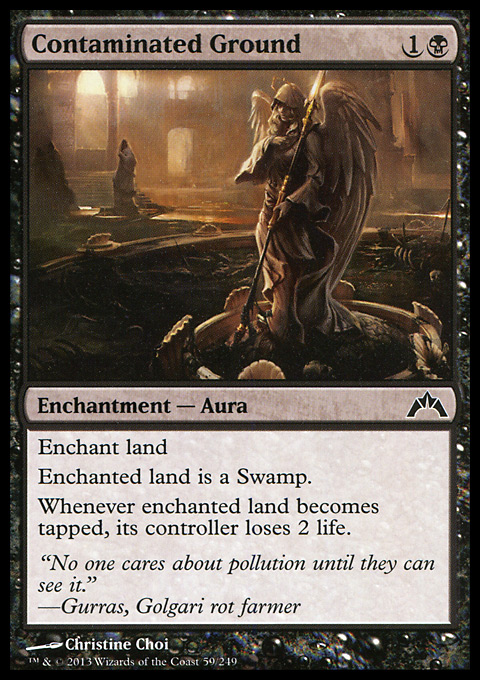 Contaminated Ground 1
Enchantment — Aura
Enchant land
Enchanted land is a Swamp.
Whenever enchanted land becomes
tapped, its controller loses 2 life.
“No one cares about pollution until they can
see it.”
—Gurras, Golgari rot farmer
Christine Choi
™ & © 2013 Wizards of the Coast 59/249